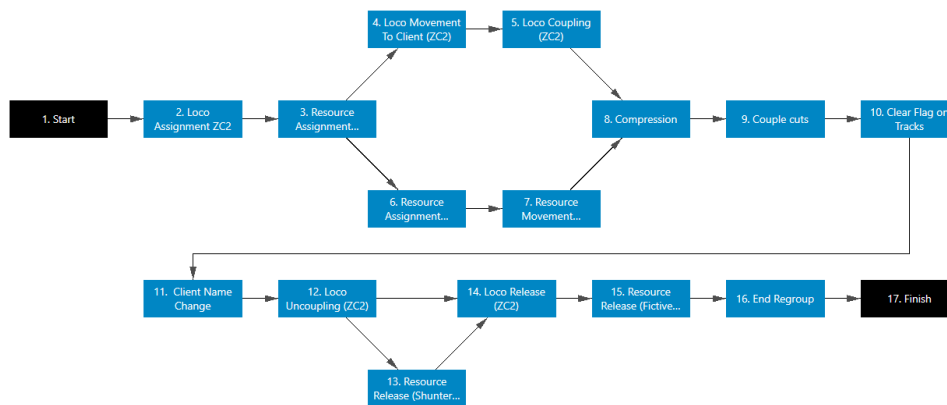 4. Loco Movement
To Client (ZC2)
5. Loco Coupling
(ZC2)
1. Start
2. Loco
Assignment ZC2
3. Resource
Assignment...
8. Compression
9. Couple cuts
10. Clear Flag on
Tracks
6. Resource
Assignment...
7. Resource
Movement...
11. Client Name
Change
12. Loco
Uncoupling (ZC2)
14. Loco Release
(ZC2)
15. Resource
Release (Fictive...
16. End Regroup
17. Finish
13. Resource
Release (Shunter...